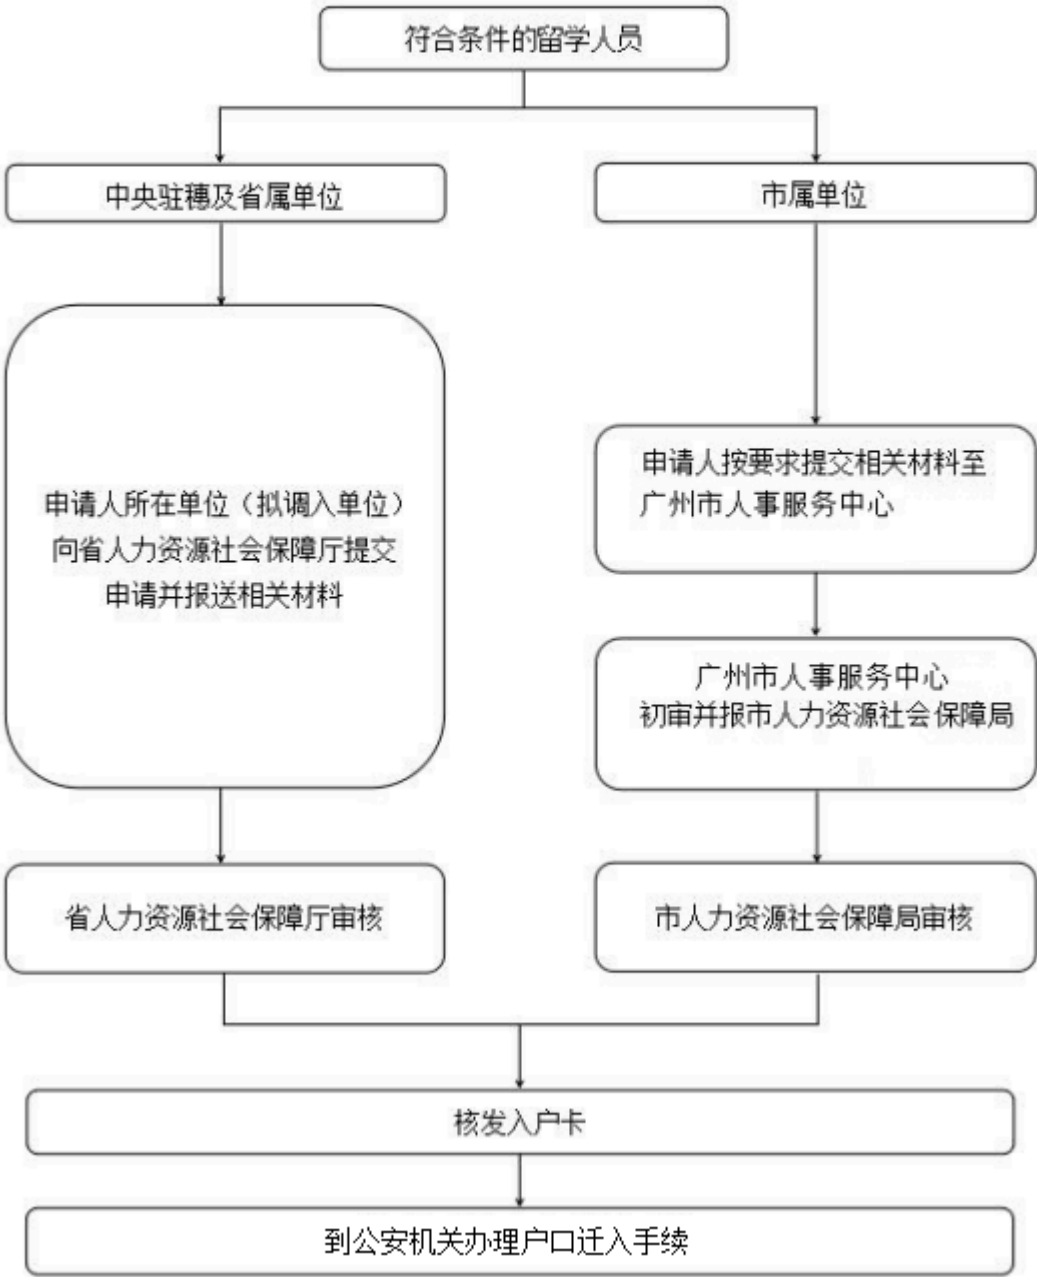 符合条件的留学人员
中央驻穗及省属单位
市属单位
申请人所在单位（拟调入单位）
向省人力资源社会保障厅提交
申请并报送相关材料
申请人按要求提交相关材料至
广州市人事服务中心
广州市人事服务中心
初审并报市人力资源社会保障局
省人力资源社会保障厅审核
市人力资源社会保障局审核
核发入户卡
到公安机关办理户口迁入手续